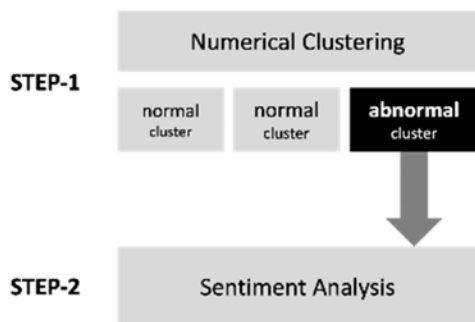 Numerical Clustering
STEP-1
normal normal abnormal
cluster cluster cluster
STEP-2 Sentiment Analysis